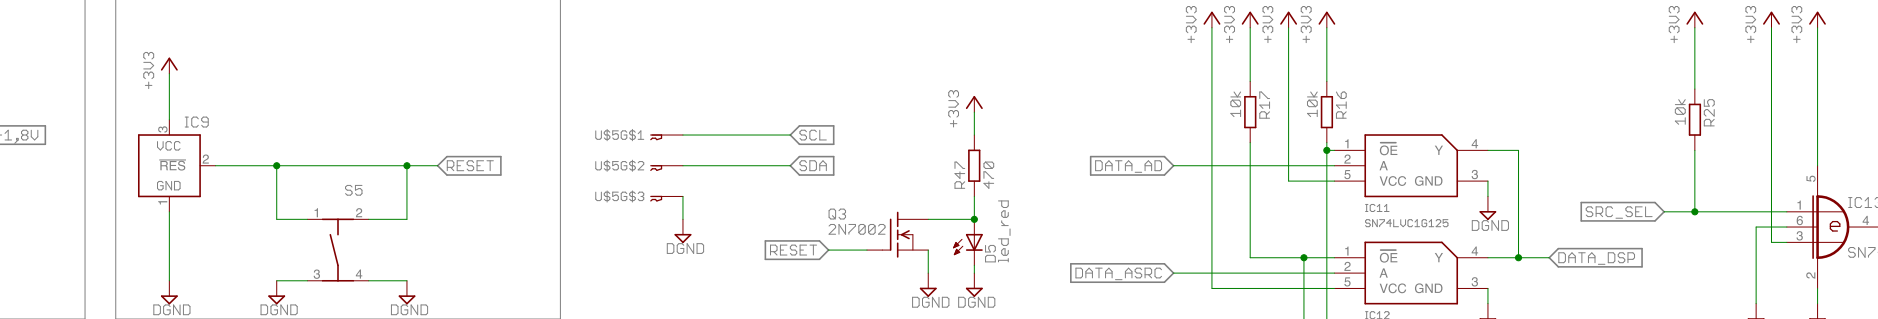 -1,8V
+3V3
IC9
3
VCC
RES
2
GND
1
RESET
S5
1
2
3
4
DGND
DGND
DGND
U$5G$1
SCL
U$5G$2
SDA
U$5G$3
DGND
+3V3
R47
470
Q3
2N7002
RESET
D5
led_red
DGND
DGND
+3V3
+3V3
+3V3
+3V3
10k
R17
10k
R16
DATA_AD
1
2
5
OE
A
VCC
GND
Y
4
3
IC11
SN74LVC1G125
DGND
DATA_ASRC
1
2
5
OE
A
VCC
GND
Y
4
3
IC12
DATA_DSP
+3V3
+3V3
+3V3
10k
R25
SRC_SEL
5
1
6
3
e
4
2
IC13
SN7